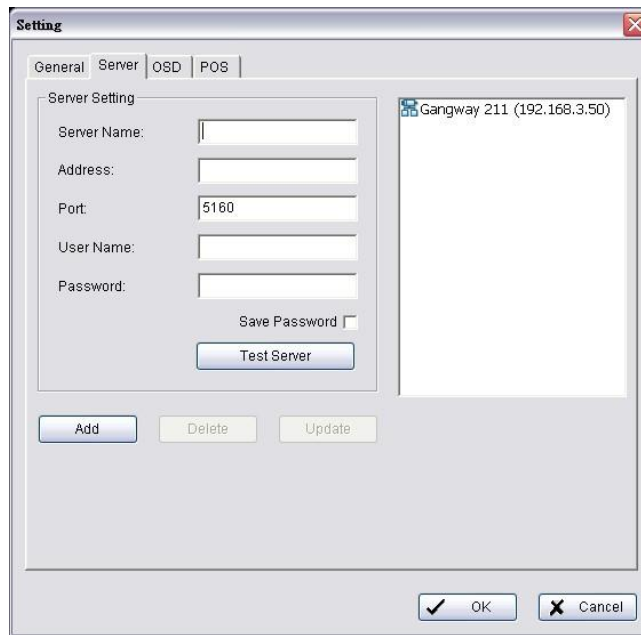 Setting
General Server OSD POS
Server Setting
Server Name:
Address:
Port: 5160
User Name:
Password:
Save Password
Test Server
Gangway 211 (192.168.3.50)
Add Delete Update
OK Cancel